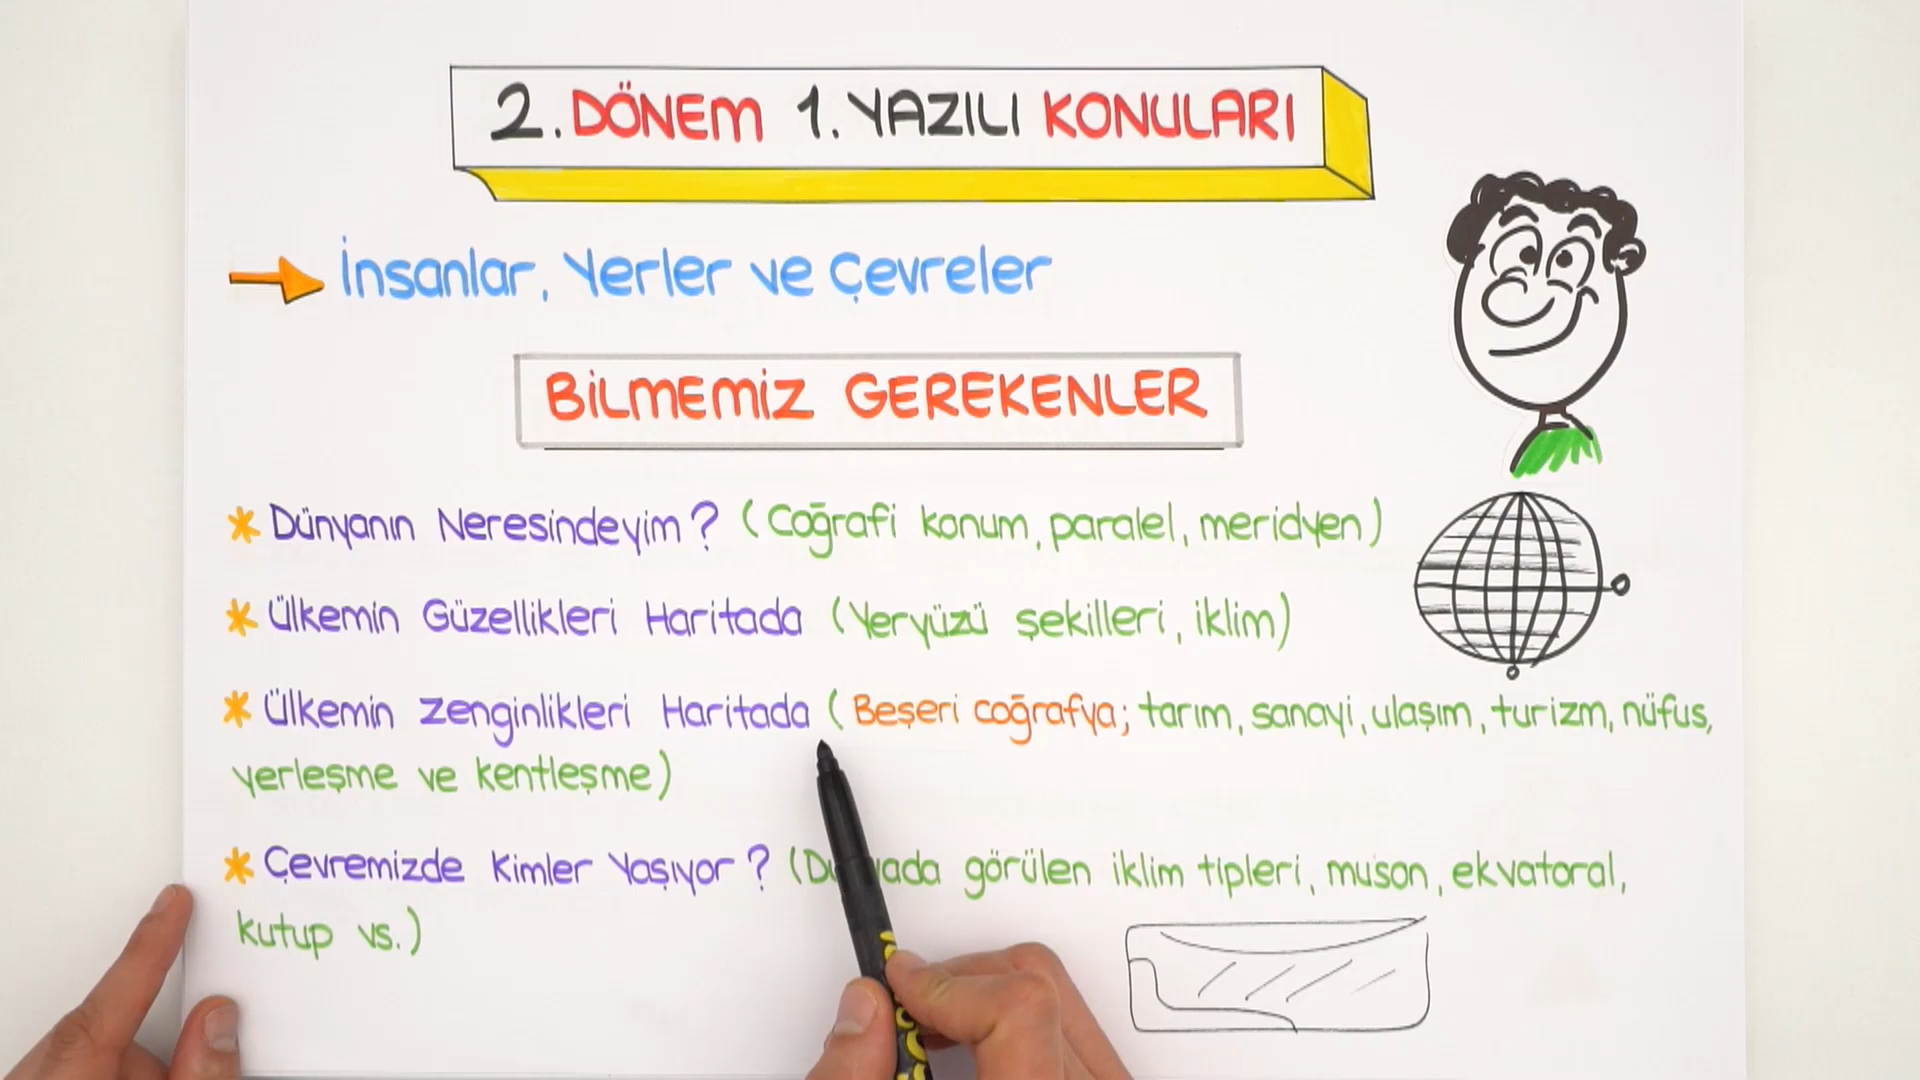 2. DÖNEM 1. YAZILI KONULARI
İnsanlar, Yerler ve Çevreler
BİLMEMİZ GEREKENLER
* Dünyanın Neresindeyim? (Coğrafi konum, paralel, meridyen)
* Ülkemin Güzellikleri Haritada (Yeryüzü şekilleri, iklim)
* Ülkemin Zenginlikleri Haritada (Beşeri coğrafya; tarım, sanayi, ulaşım, turizm, nüfus,
yerleşme ve kentleşme)
* Çevremizde Kimler Yaşıyor? görülen iklim tipleri, muson, ekvatoral,
kutup vs.)